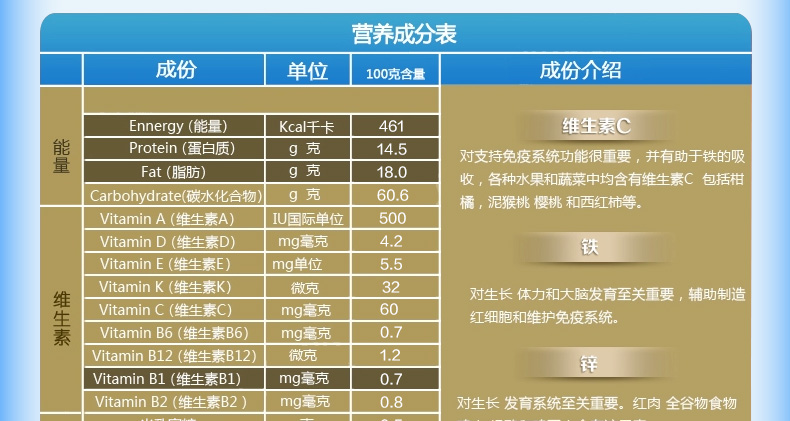 营养成分表
成份 单位 100克含量 成份介绍
能量
Ennergy (能量) Kcal千卡 461
Protein (蛋白质) g 克 14.5
Fat (脂肪) g 克 18.0
Carbohydrate(碳水化合物) g 克 60.6
维生素
Vitamin A (维生素A) IU国际单位 500
Vitamin D (维生素D) mg毫克 4.2
Vitamin E (维生素E) mg单位 5.5
Vitamin K (维生素K) 微克 32
Vitamin C (维生素C) mg毫克 60
Vitamin B6 (维生素B6) mg毫克 0.7
Vitamin B12 (维生素B12) 微克 1.2
Vitamin B1 (维生素B1) mg毫克 0.7
Vitamin B2 (维生素B2 ) mg毫克 0.8
维生素C
对支持免疫系统功能很重要，并有助于铁的吸
收，各种水果和蔬菜中均含有维生素C 包括柑
橘，泥猴桃 樱桃 和西红柿等。
铁
对生长 体力和大脑发育至关重要，辅助制造
红细胞和维护免疫系统。
锌
对生长 发育系统至关重要。红肉 全谷物食物